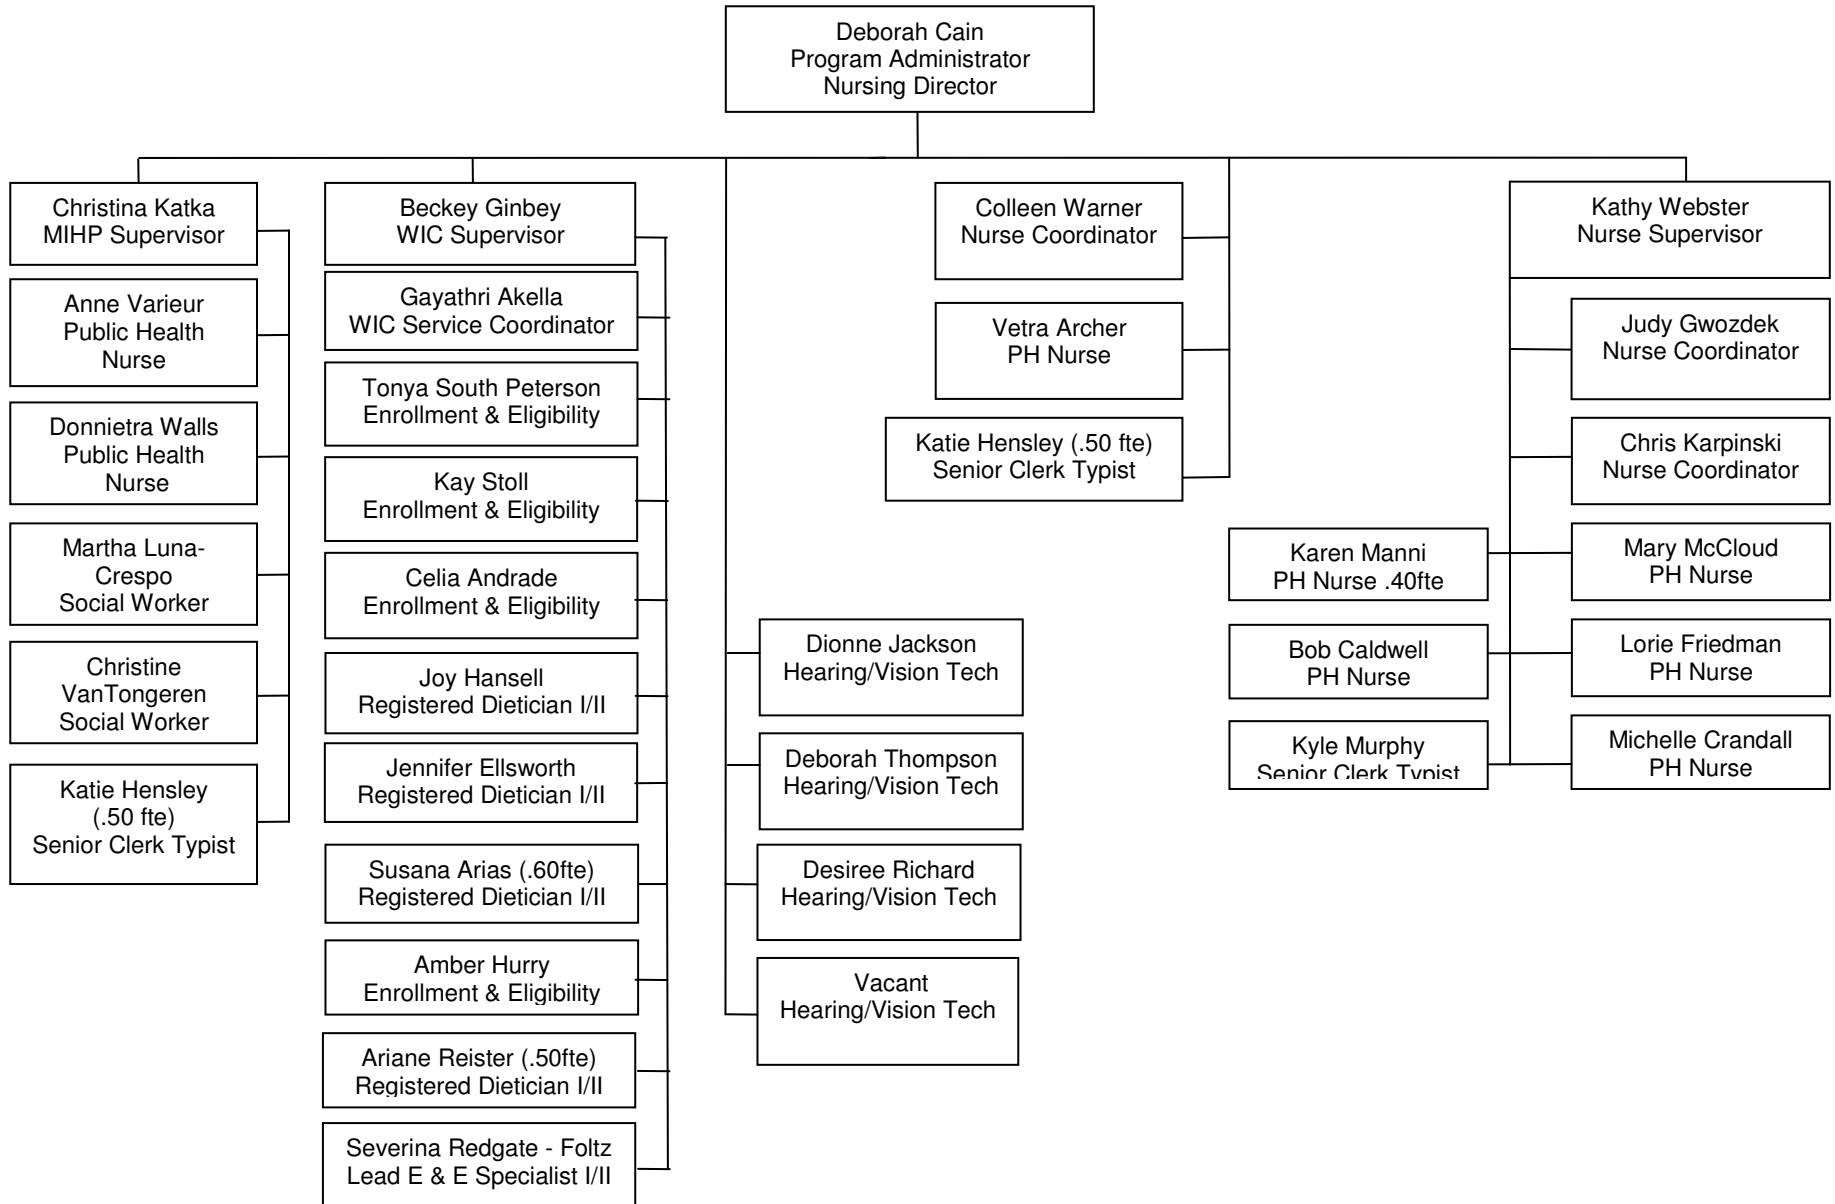 Deborah Cain
Program Administrator
Nursing Director
Christina Katka
MIHP Supervisor
Anne Varieur
Public Health
Nurse
Donnietra Walls
Public Health
Nurse
Martha Luna-
Crespo
Social Worker
Christine
VanTongeren
Social Worker
Katie Hensley
(.50 fte)
Senior Clerk Typist
Beckey Ginbey
WIC Supervisor
Gayathri Akella
WIC Service Coordinator
Tonya South Peterson
Enrollment & Eligibility
Kay Stoll
Enrollment & Eligibility
Celia Andrade
Enrollment & Eligibility
Joy Hansell
Registered Dietician I/II
Jennifer Ellsworth
Registered Dietician I/II
Susana Arias (.60fte)
Registered Dietician I/II
Amber Hurry
Enrollment & Eligibility
Ariane Reister (.50fte)
Registered Dietician I/II
Severina Redgate - Foltz
Lead E & E Specialist I/II
Dionne Jackson
Hearing/Vision Tech
Deborah Thompson
Hearing/Vision Tech
Desiree Richard
Hearing/Vision Tech
Vacant
Hearing/Vision Tech
Colleen Warner
Nurse Coordinator
Vetra Archer
PH Nurse
Katie Hensley (.50 fte)
Senior Clerk Typist
Kathy Webster
Nurse Supervisor
Judy Gwozdek
Nurse Coordinator
Chris Karpinski
Nurse Coordinator
Karen Manni
PH Nurse .40fte
Mary McCloud
PH Nurse
Bob Caldwell
PH Nurse
Lorie Friedman
PH Nurse
Kyle Murphy
Senior Clerk Typist
Michelle Crandall
PH Nurse